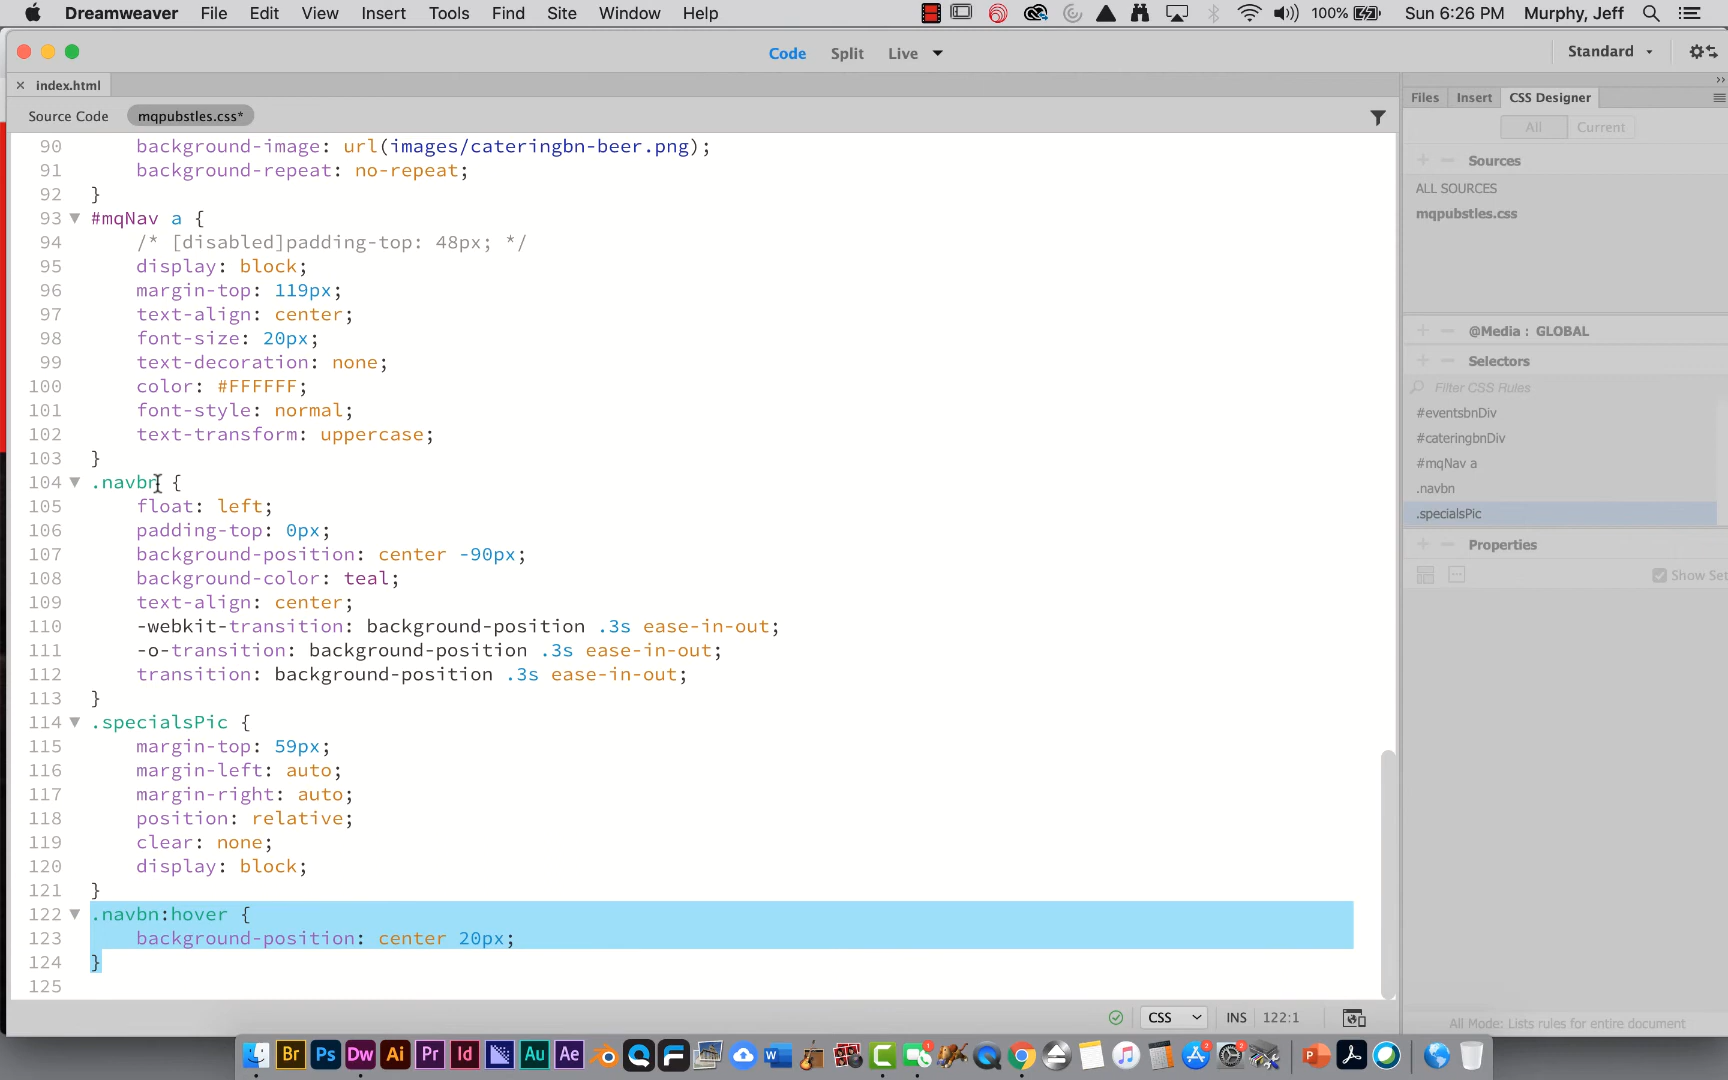 Dreamweaver File Edit View Insert Tools Find Site Window Help 100% Sun 6:26 PM Murphy, Jeff
Code Split Live Standard
× index.html
Files Insert CSS Designer
Source Code mqpubstles.css*
All Current
Sources
ALL SOURCES
mqpubstles.css
@Media : GLOBAL
Selectors
Filter CSS Rules
#eventsbnDiv
#cateringbnDiv
#mqNav a
.navbn
.specialsPic
Properties
Show Set
All Mode: Lists rules for entire document
90 background-image: url(images/cateringbn-beer.png);
91 background-repeat: no-repeat;
92 }
93 #mqNav a {
94 /* [disabled]padding-top: 48px; */
95 display: block;
96 margin-top: 119px;
97 text-align: center;
98 font-size: 20px;
99 text-decoration: none;
100 color: #FFFFFF;
101 font-style: normal;
102 text-transform: uppercase;
103 }
104 .navbn {
105 float: left;
106 padding-top: 0px;
107 background-position: center -90px;
108 background-color: teal;
109 text-align: center;
110 -webkit-transition: background-position .3s ease-in-out;
111 -o-transition: background-position .3s ease-in-out;
112 transition: background-position .3s ease-in-out;
113 }
114 .specialsPic {
115 margin-top: 59px;
116 margin-left: auto;
117 margin-right: auto;
118 position: relative;
119 clear: none;
120 display: block;
121 }
122 .navbn:hover {
123 background-position: center 20px;
124 }
125
CSS INS 122:1
Br Ps Dw Ai Pr Id Au Ae